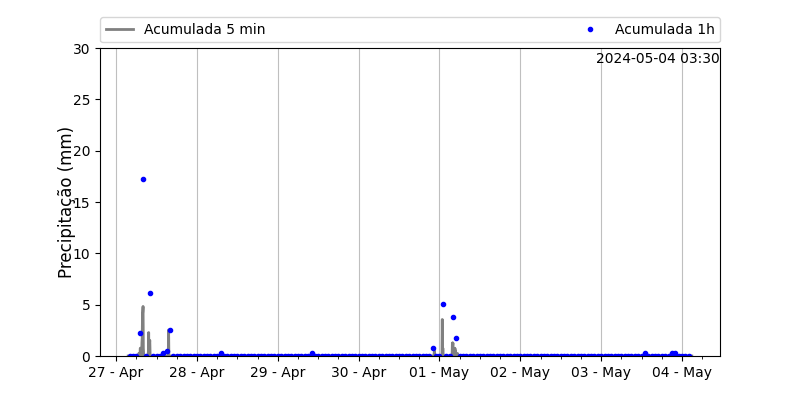 Acumulada 5 min
Acumulada 1h
2024-05-04 03:30
Precipitação (mm)
30
25
20
15
10
5
0
27 - Apr
28 - Apr
29 - Apr
30 - Apr
01 - May
02 - May
03 - May
04 - May